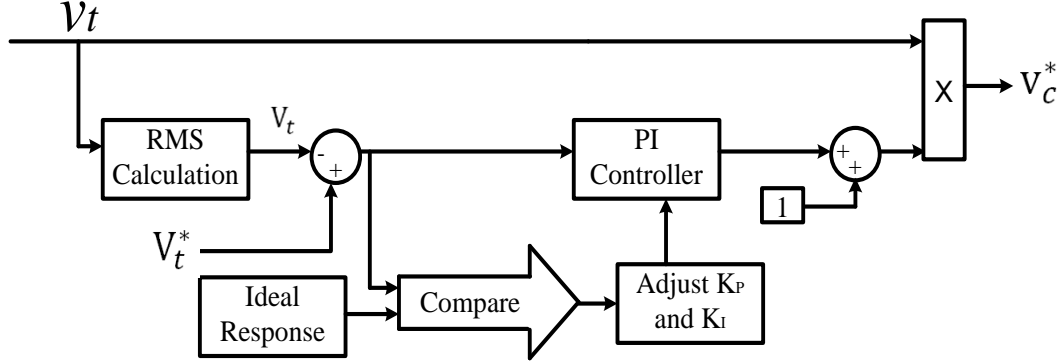 vt
RMS
Calculation
Vt
-
+
V*t
PI
Controller
+
+
1
X
V*c
Ideal
Response
Compare
Adjust KP
and KI